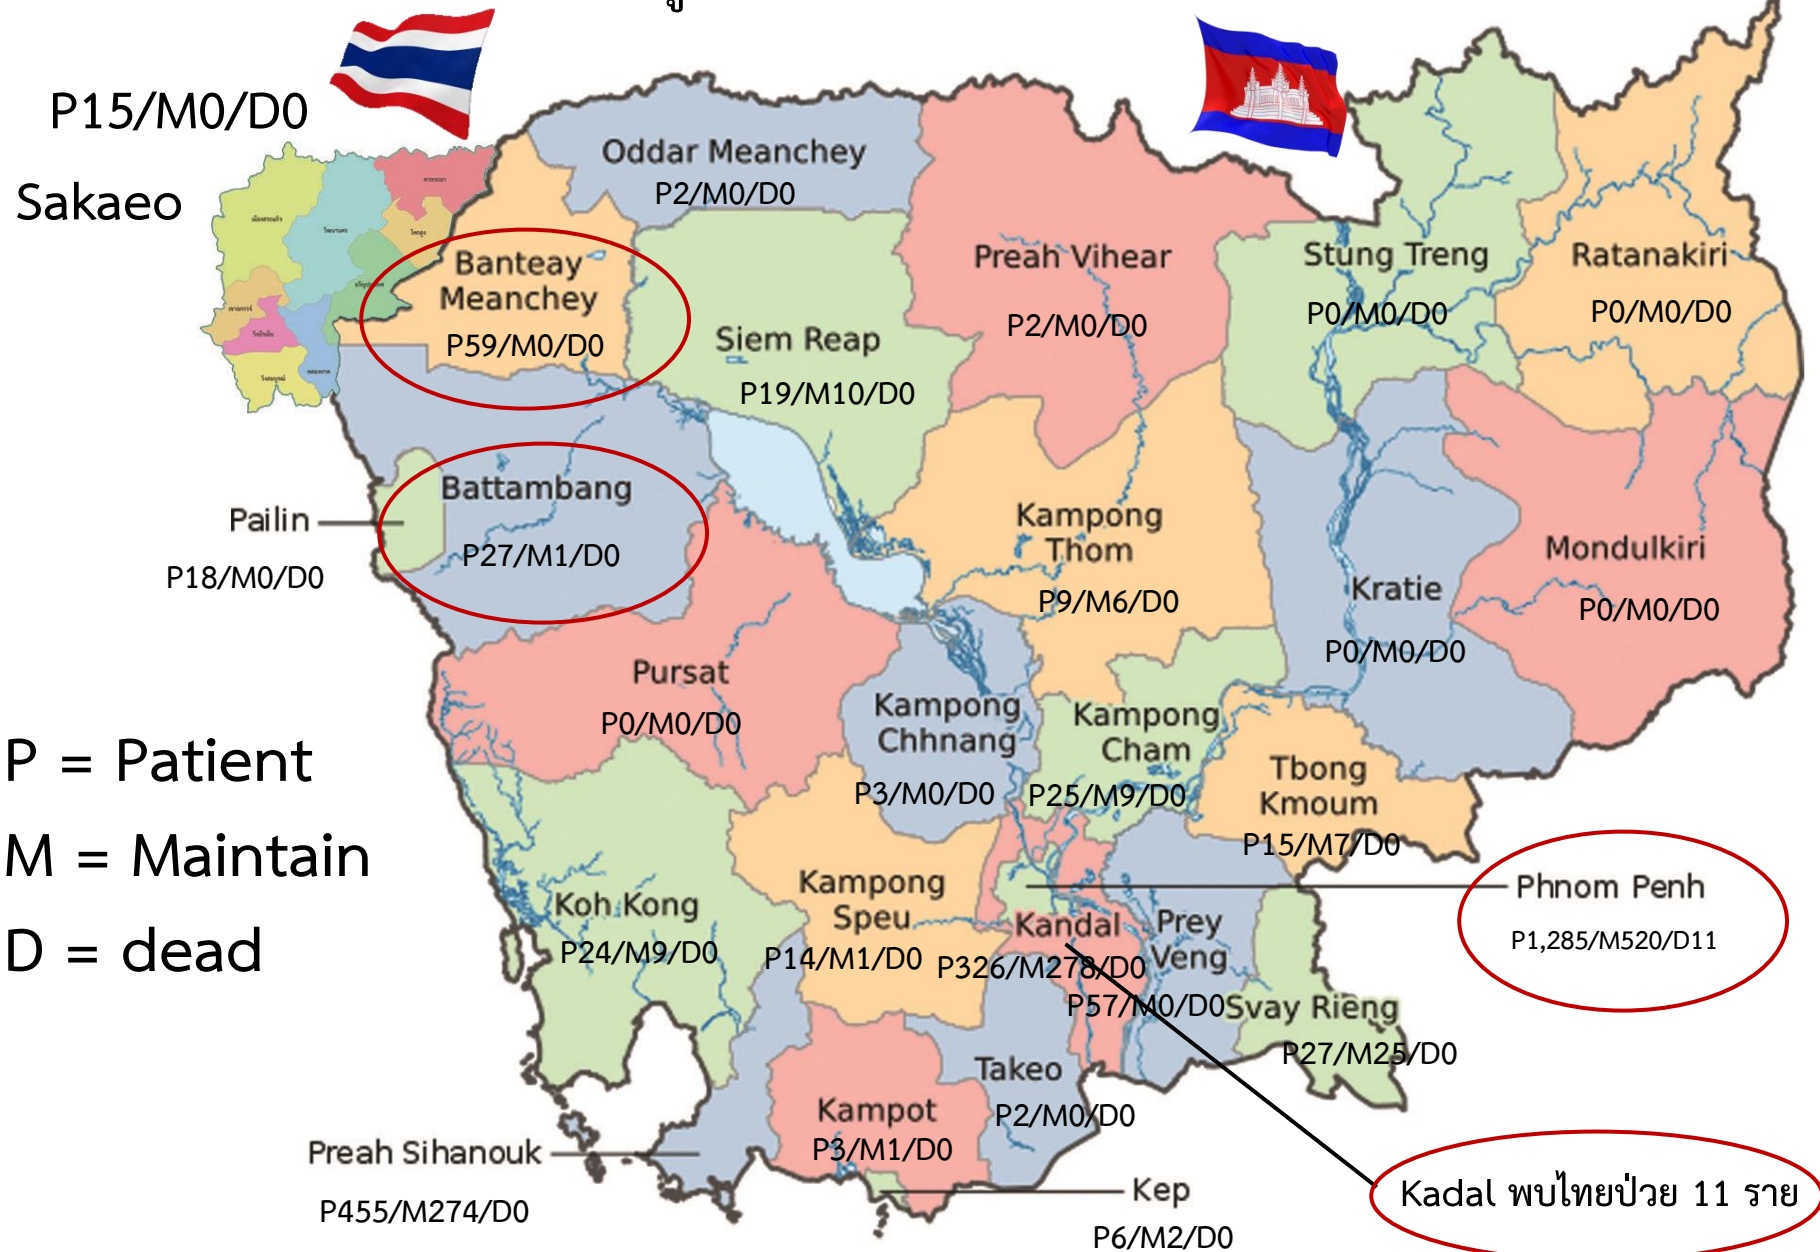 P15/M0/D0
Sakaeo
Oddar Meanchey
P2/M0/D0
Banteay
Meanchey
P59/M0/D0
Siem Reap
P19/M10/D0
Preah Vihear
P2/M0/D0
Stung Treng
P0/M0/D0
Ratanakiri
P0/M0/D0
Battambang
P27/M1/D0
Pailin
P18/M0/D0
Kampong
Thom
P9/M6/D0
Kratie
P0/M0/D0
Mondulkiri
P0/M0/D0
Pursat
P0/M0/D0
Kampong
Chhnang
P3/M0/D0
Kampong
Cham
P25/M9/D0
Tbong
Kmoum
P15/M7/D0
P = Patient
M = Maintain
D = dead
Koh Kong
P24/M9/D0
Kampong
Speu
P14/M1/D0
Kandal
P326/M278/D0
Prey
Veng
P57/M0/D0
Phnom Penh
P1,285/M520/D11
Svay Rieng
P27/M25/D0
Takeo
P2/M0/D0
Kampot
P3/M1/D0
Preah Sihanouk
P455/M274/D0
Kep
P6/M2/D0
Kadal พบไทยป่วย 11 ราย